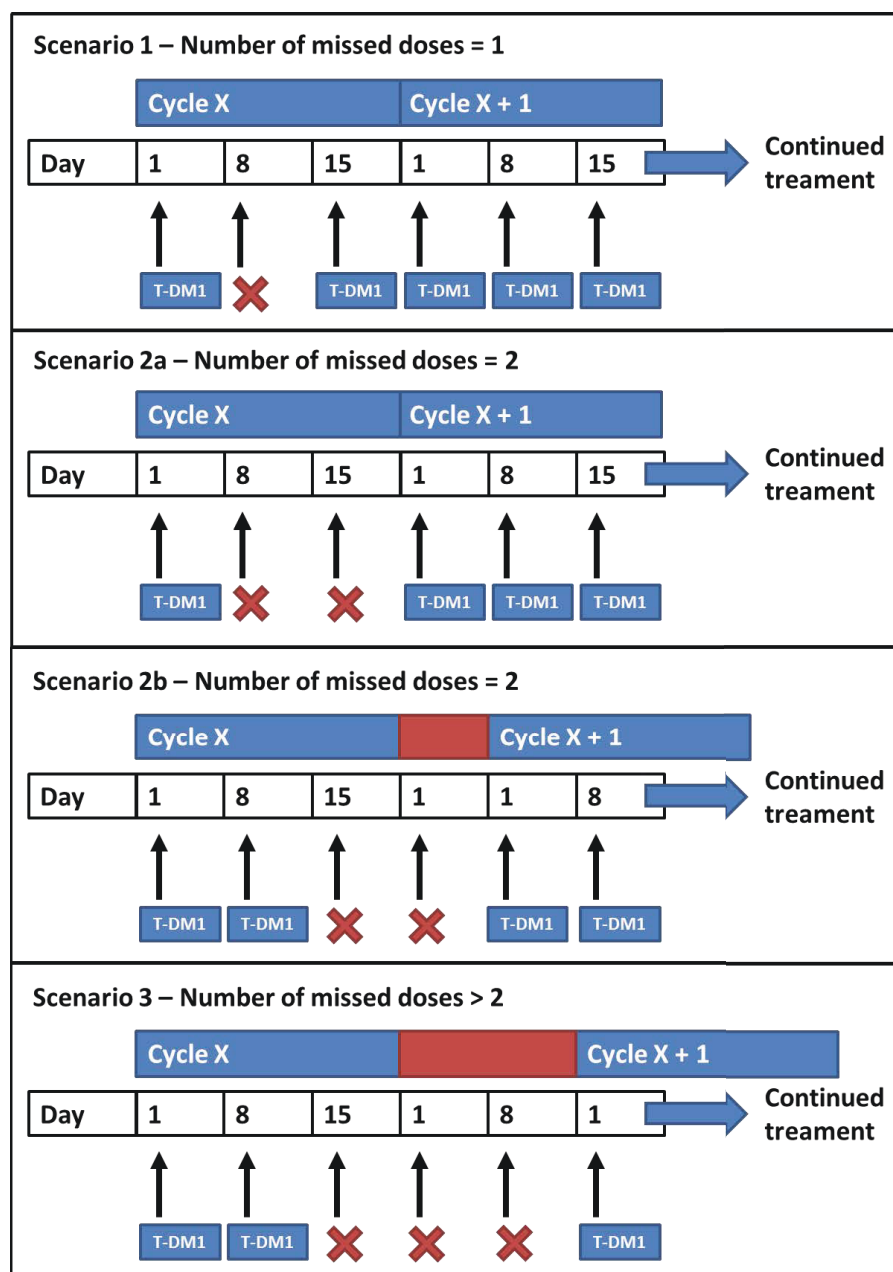 Scenario 1 – Number of missed doses = 1
Cycle X Cycle X + 1
Day 1 8 15 1 8 15 Continued
treament
T-DM1 T-DM1 T-DM1 T-DM1 T-DM1
Scenario 2a – Number of missed doses = 2
Cycle X Cycle X + 1
Day 1 8 15 1 8 15 Continued
treament
T-DM1 T-DM1 T-DM1 T-DM1
Scenario 2b – Number of missed doses = 2
Cycle X Cycle X + 1
Day 1 8 15 1 1 8 Continued
treament
T-DM1 T-DM1 T-DM1 T-DM1
Scenario 3 – Number of missed doses > 2
Cycle X Cycle X + 1
Day 1 8 15 1 8 1 Continued
treament
T-DM1 T-DM1 T-DM1